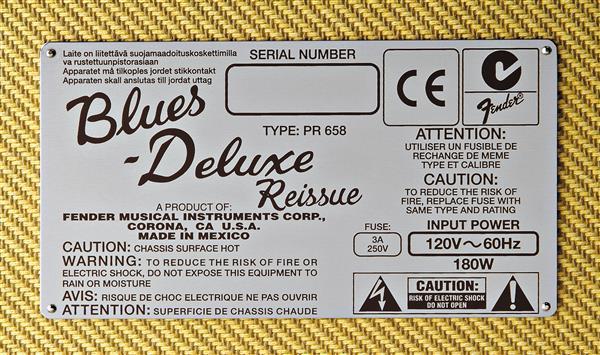 Laite on liitettävä suojamaadoituskoskettimilla
va rustettuunpistorasiaan
Apparatet må tilkoples jordet stikkontakt
Apparaten skall anslutas till jordat uttag
SERIAL NUMBER
CE
Fender®
Blues
-Deluxe
Reissue
TYPE: PR 658
ATTENTION:
UTILISER UN FUSIBLE DE
RECHANGE DE MEME
TYPE ET CALIBRE
CAUTION:
TO REDUCE THE RISK OF
FIRE, REPLACE FUSE WITH
SAME TYPE AND RATING
A PRODUCT OF:
FENDER MUSICAL INSTRUMENTS CORP.,
CORONA, CA U.S.A.
MADE IN MEXICO
CAUTION: CHASSIS SURFACE HOT
WARNING: TO REDUCE THE RISK OF FIRE OR
ELECTRIC SHOCK, DO NOT EXPOSE THIS EQUIPMENT TO
RAIN OR MOISTURE
AVIS: RISQUE DE CHOC ELECTRIQUE NE PAS OUVRIR
ATTENTION: SUPERFICIE DE CHASSIS CHAUDE
FUSE:
3A
250V
INPUT POWER
120V～60Hz
180W
CAUTION:
RISK OF ELECTRIC SHOCK
DO NOT OPEN